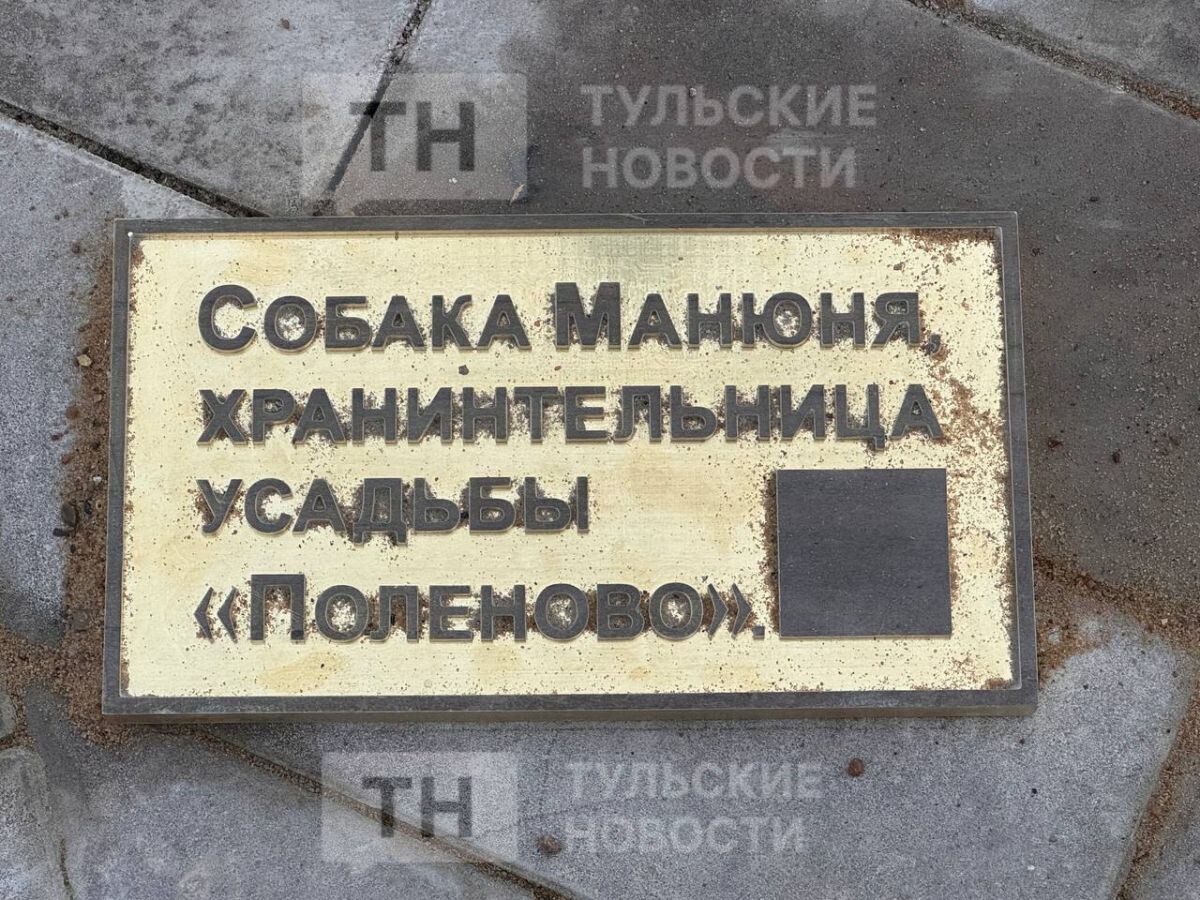 ТН ТУЛЬСКИЕ
НОВОСТИ
Собака Манюня,
хранинтельница
усадьбы
«Поленово».
ТН ТУЛЬСКИЕ
НОВОСТИ